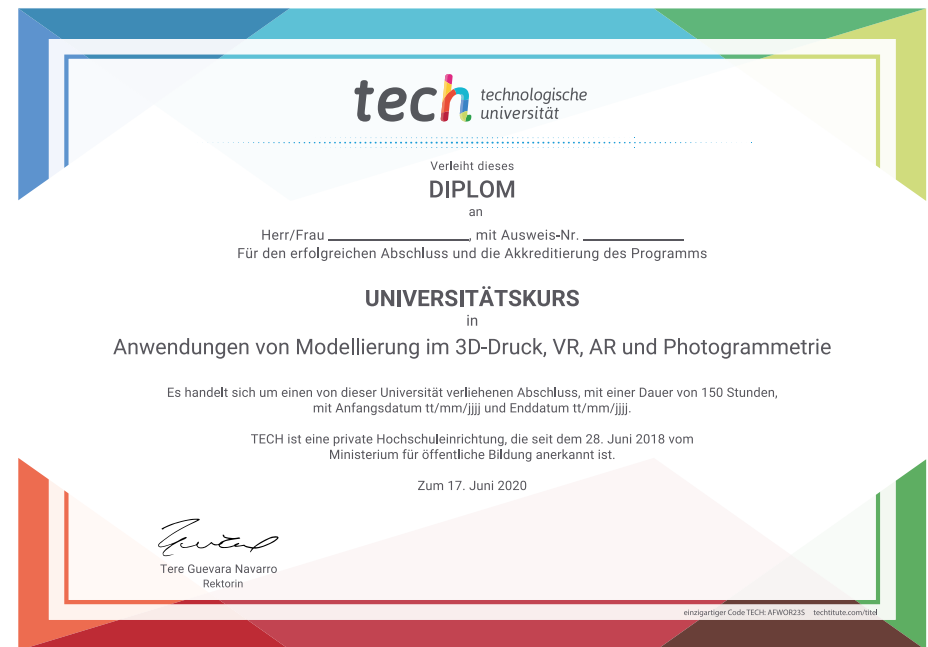 tech technologische
universität
Verleiht dieses
DIPLOM
an
Herr/Frau ____________________, mit Ausweis-Nr. ______________
Für den erfolgreichen Abschluss und die Akkreditierung des Programms
UNIVERSITÄTSKURS
in
Anwendungen von Modellierung im 3D-Druck, VR, AR und Photogrammetrie
Es handelt sich um einen von dieser Universität verliehenen Abschluss, mit einer Dauer von 150 Stunden,
mit Anfangsdatum tt/mm/jjjj und Enddatum tt/mm/jjjj.
TECH ist eine private Hochschuleinrichtung, die seit dem 28. Juni 2018 vom
Ministerium für öffentliche Bildung anerkannt ist.
Zum 17. Juni 2020
Tere Guevara Navarro
Rektorin
einzigartiger Code TECH: AFWOR23S techtitute.com/titel